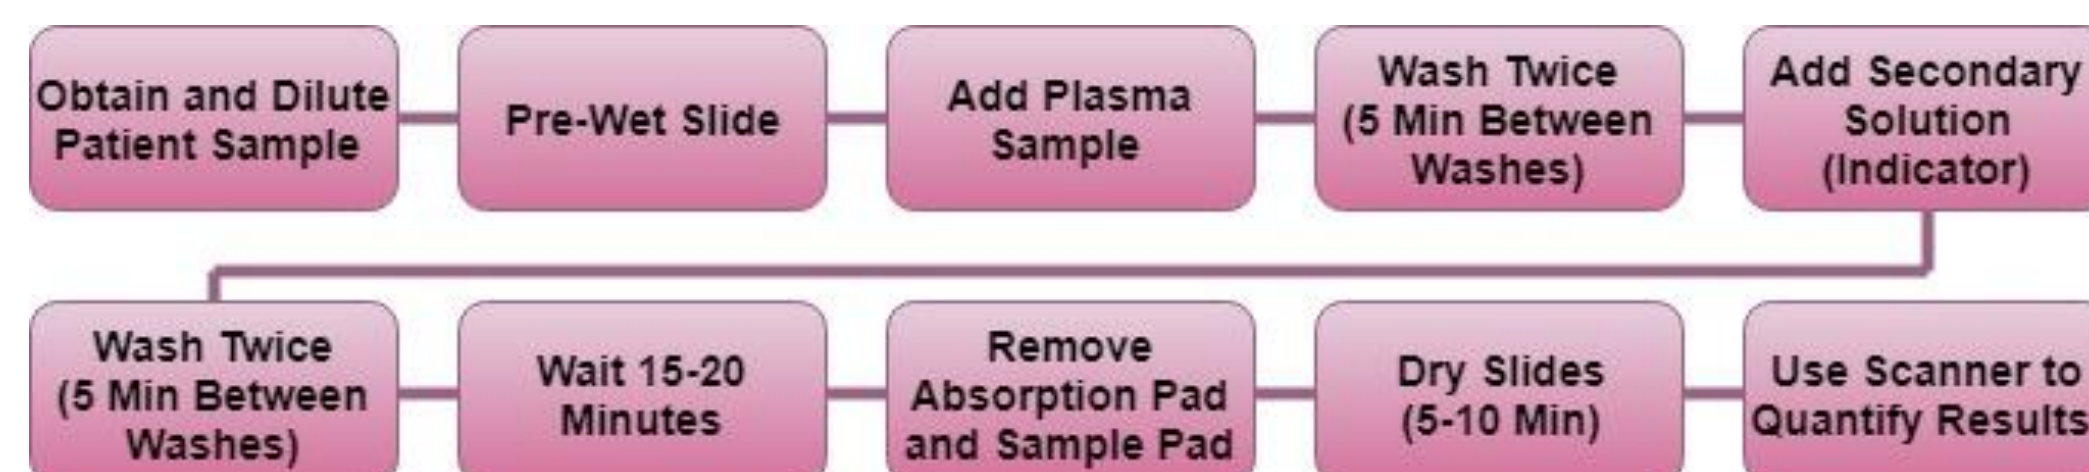 Obtain and Dilute
Patient Sample
Pre-Wet Slide
Add Plasma
Sample
Wash Twice
(5 Min Between
Washes)
Add Secondary
Solution
(Indicator)
Wash Twice
(5 Min Between
Washes)
Wait 15-20
Minutes
Remove
Absorption Pad
and Sample Pad
Dry Slides
(5-10 Min)
Use Scanner to
Quantify Results